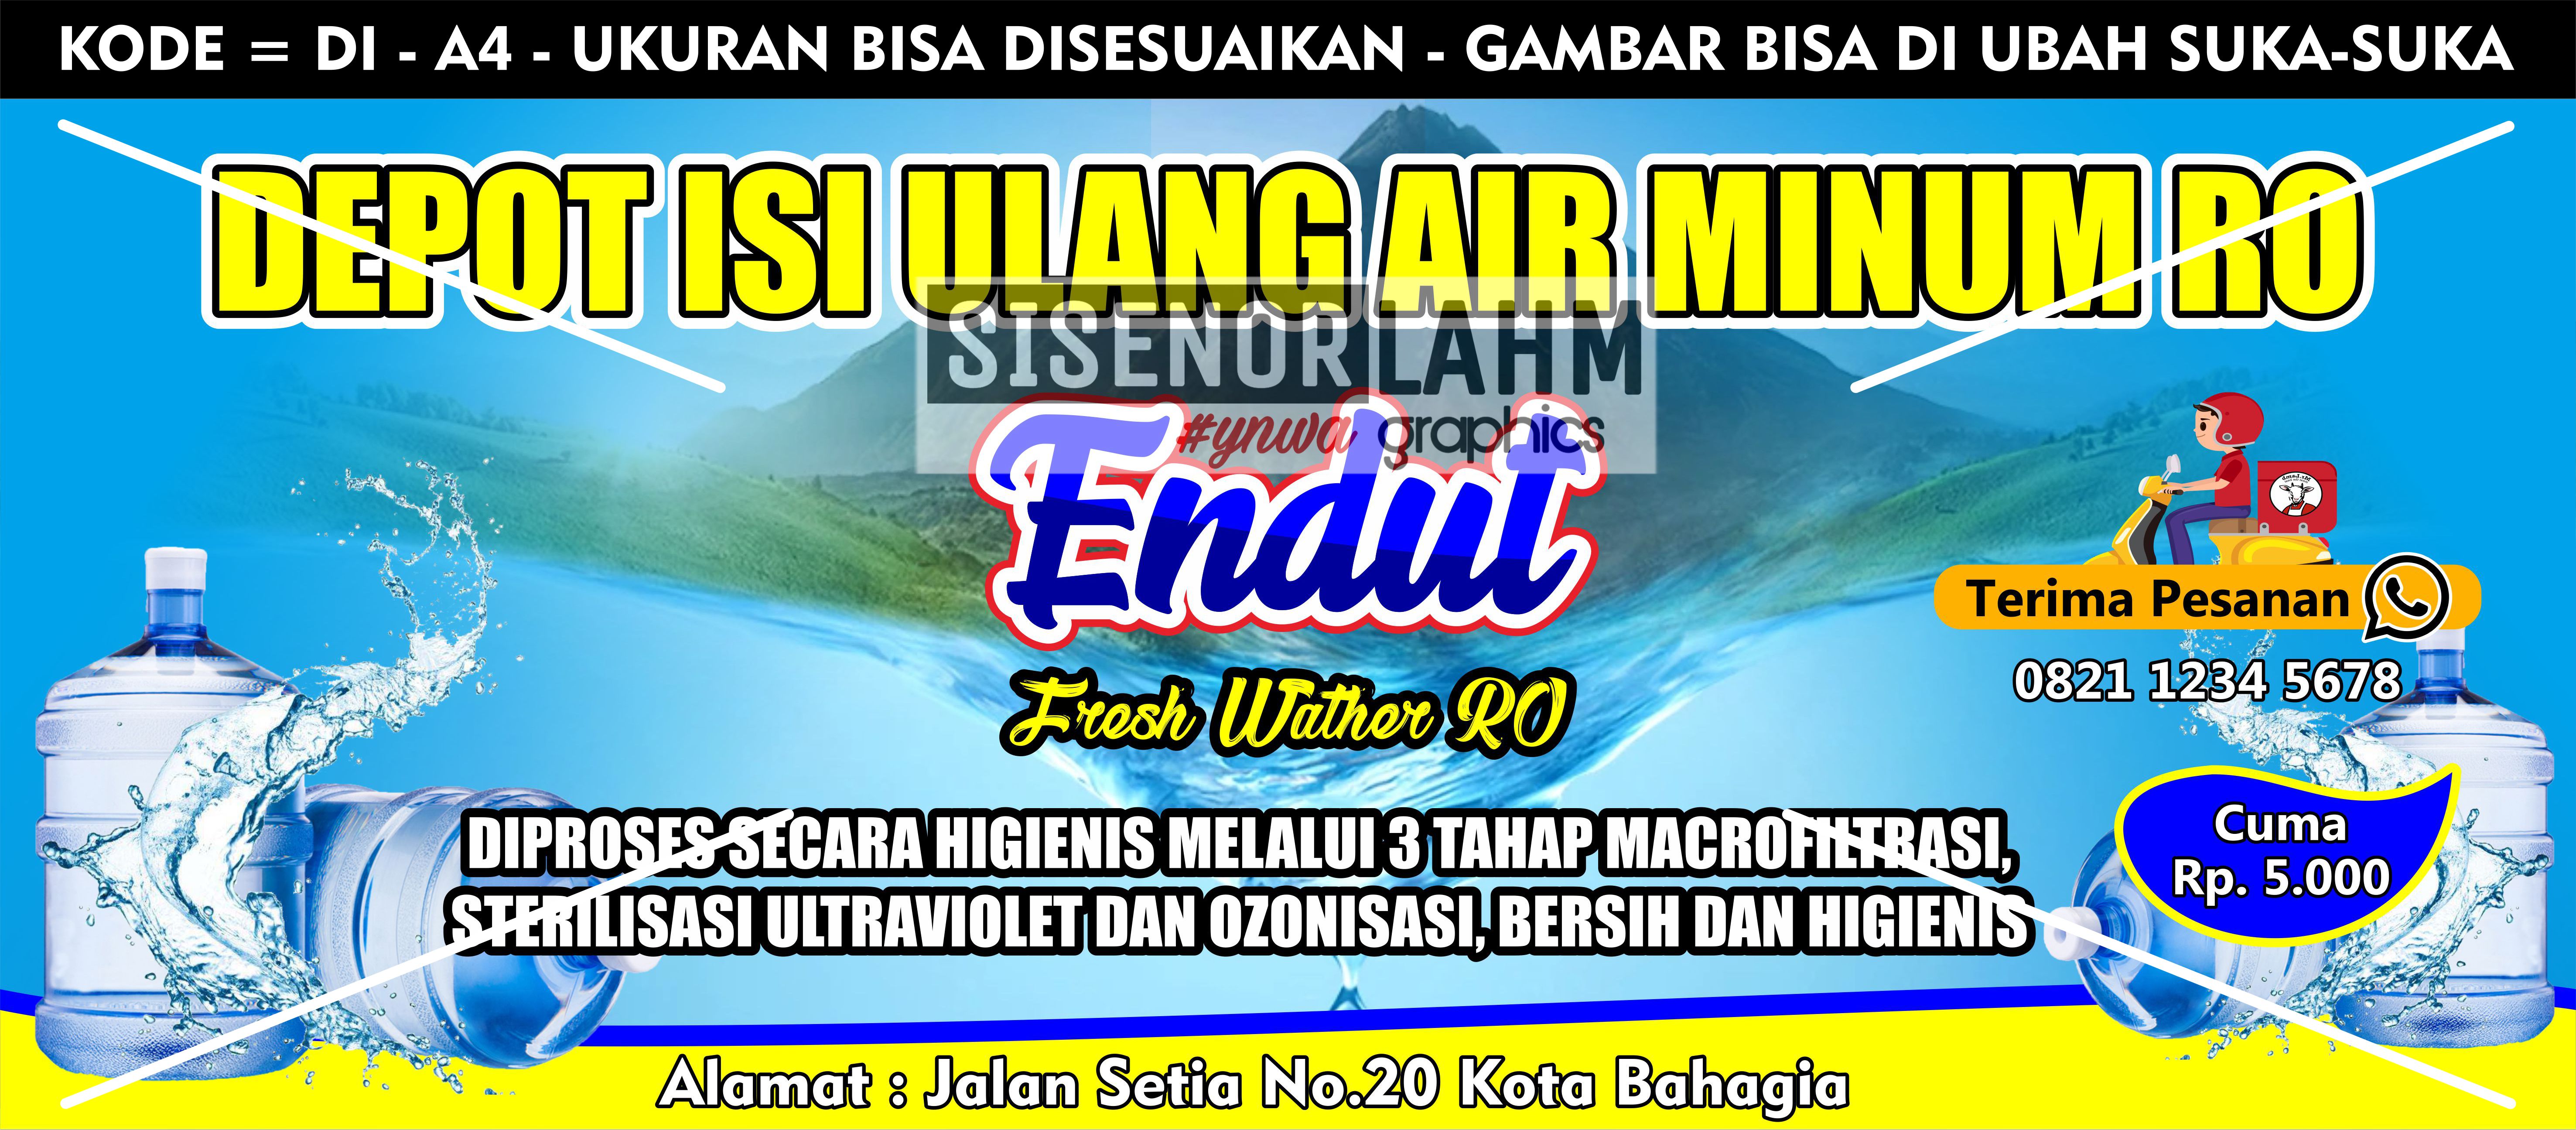 KODE = DI - A4 - UKURAN BISA DISESUAIKAN - GAMBAR BISA DI UBAH SUKA-SUKA
DEPOT ISI ULANG AIR MINUM RO
SISENOR LAHM
#ynwa graphics
Endut
Fresh Wather RO
Terima Pesanan
0821 1234 5678
Cuma
Rp. 5.000
DIPROSES SECARA HIGIENIS MELALUI 3 TAHAP MACROFILTRASI,
STERILISASI ULTRAVIOLET DAN OZONISASI, BERSIH DAN HIGIENIS
Alamat : Jalan Setia No.20 Kota Bahagia